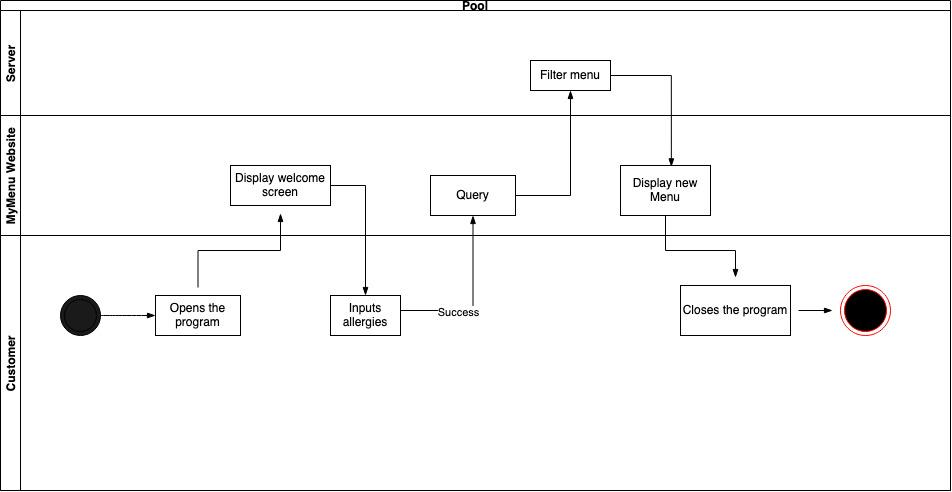 Pool
Server
Filter menu
MyMenu Website
Display welcome
screen
Query
Display new
Menu
Customer
Opens the
program
Inputs
allergies
Success
Closes the program